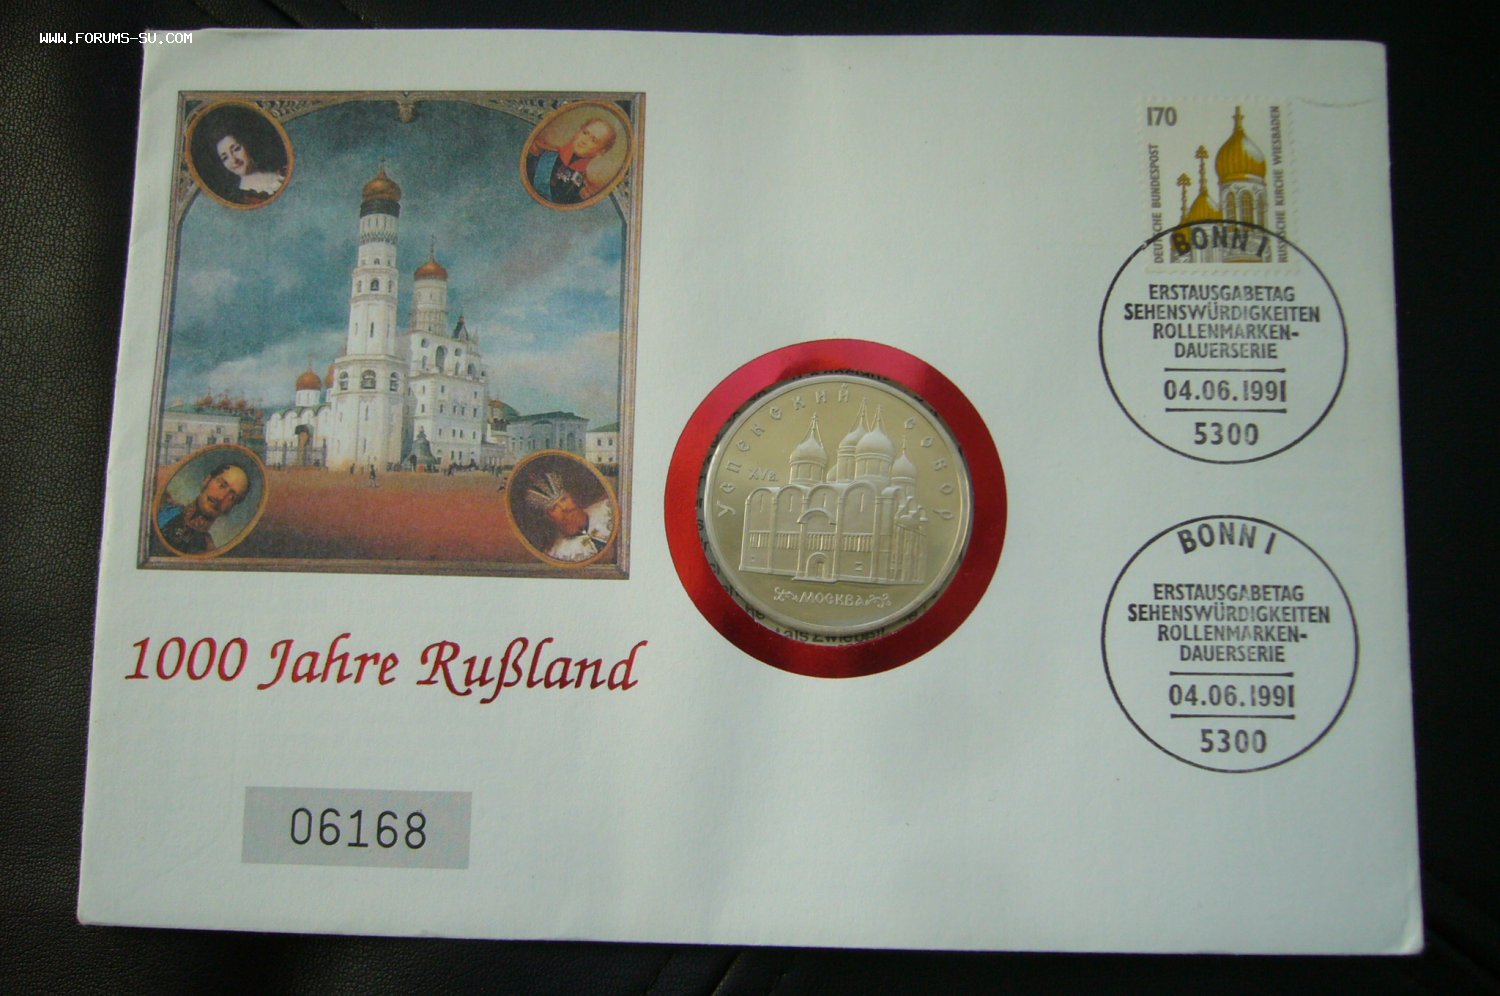 WWW.FORUMS-SU.COM
170
DEUTSCHE BUNDESPOST
RUSSISCHE KIRCHE WIESBADEN
BONN 1
ERSTAUSGABETAG
SEHENSWÜRDIGKEITEN
ROLLENMARKEN-
DAUERSERIE
04.06.1991
5300
УСПЕНСКИЙ СОБОР
XVв.
МОСКВА
als Zwiebel
BONN 1
ERSTAUSGABETAG
SEHENSWÜRDIGKEITEN
ROLLENMARKEN-
DAUERSERIE
04.06.1991
5300
1000 Jahre Rußland
06168